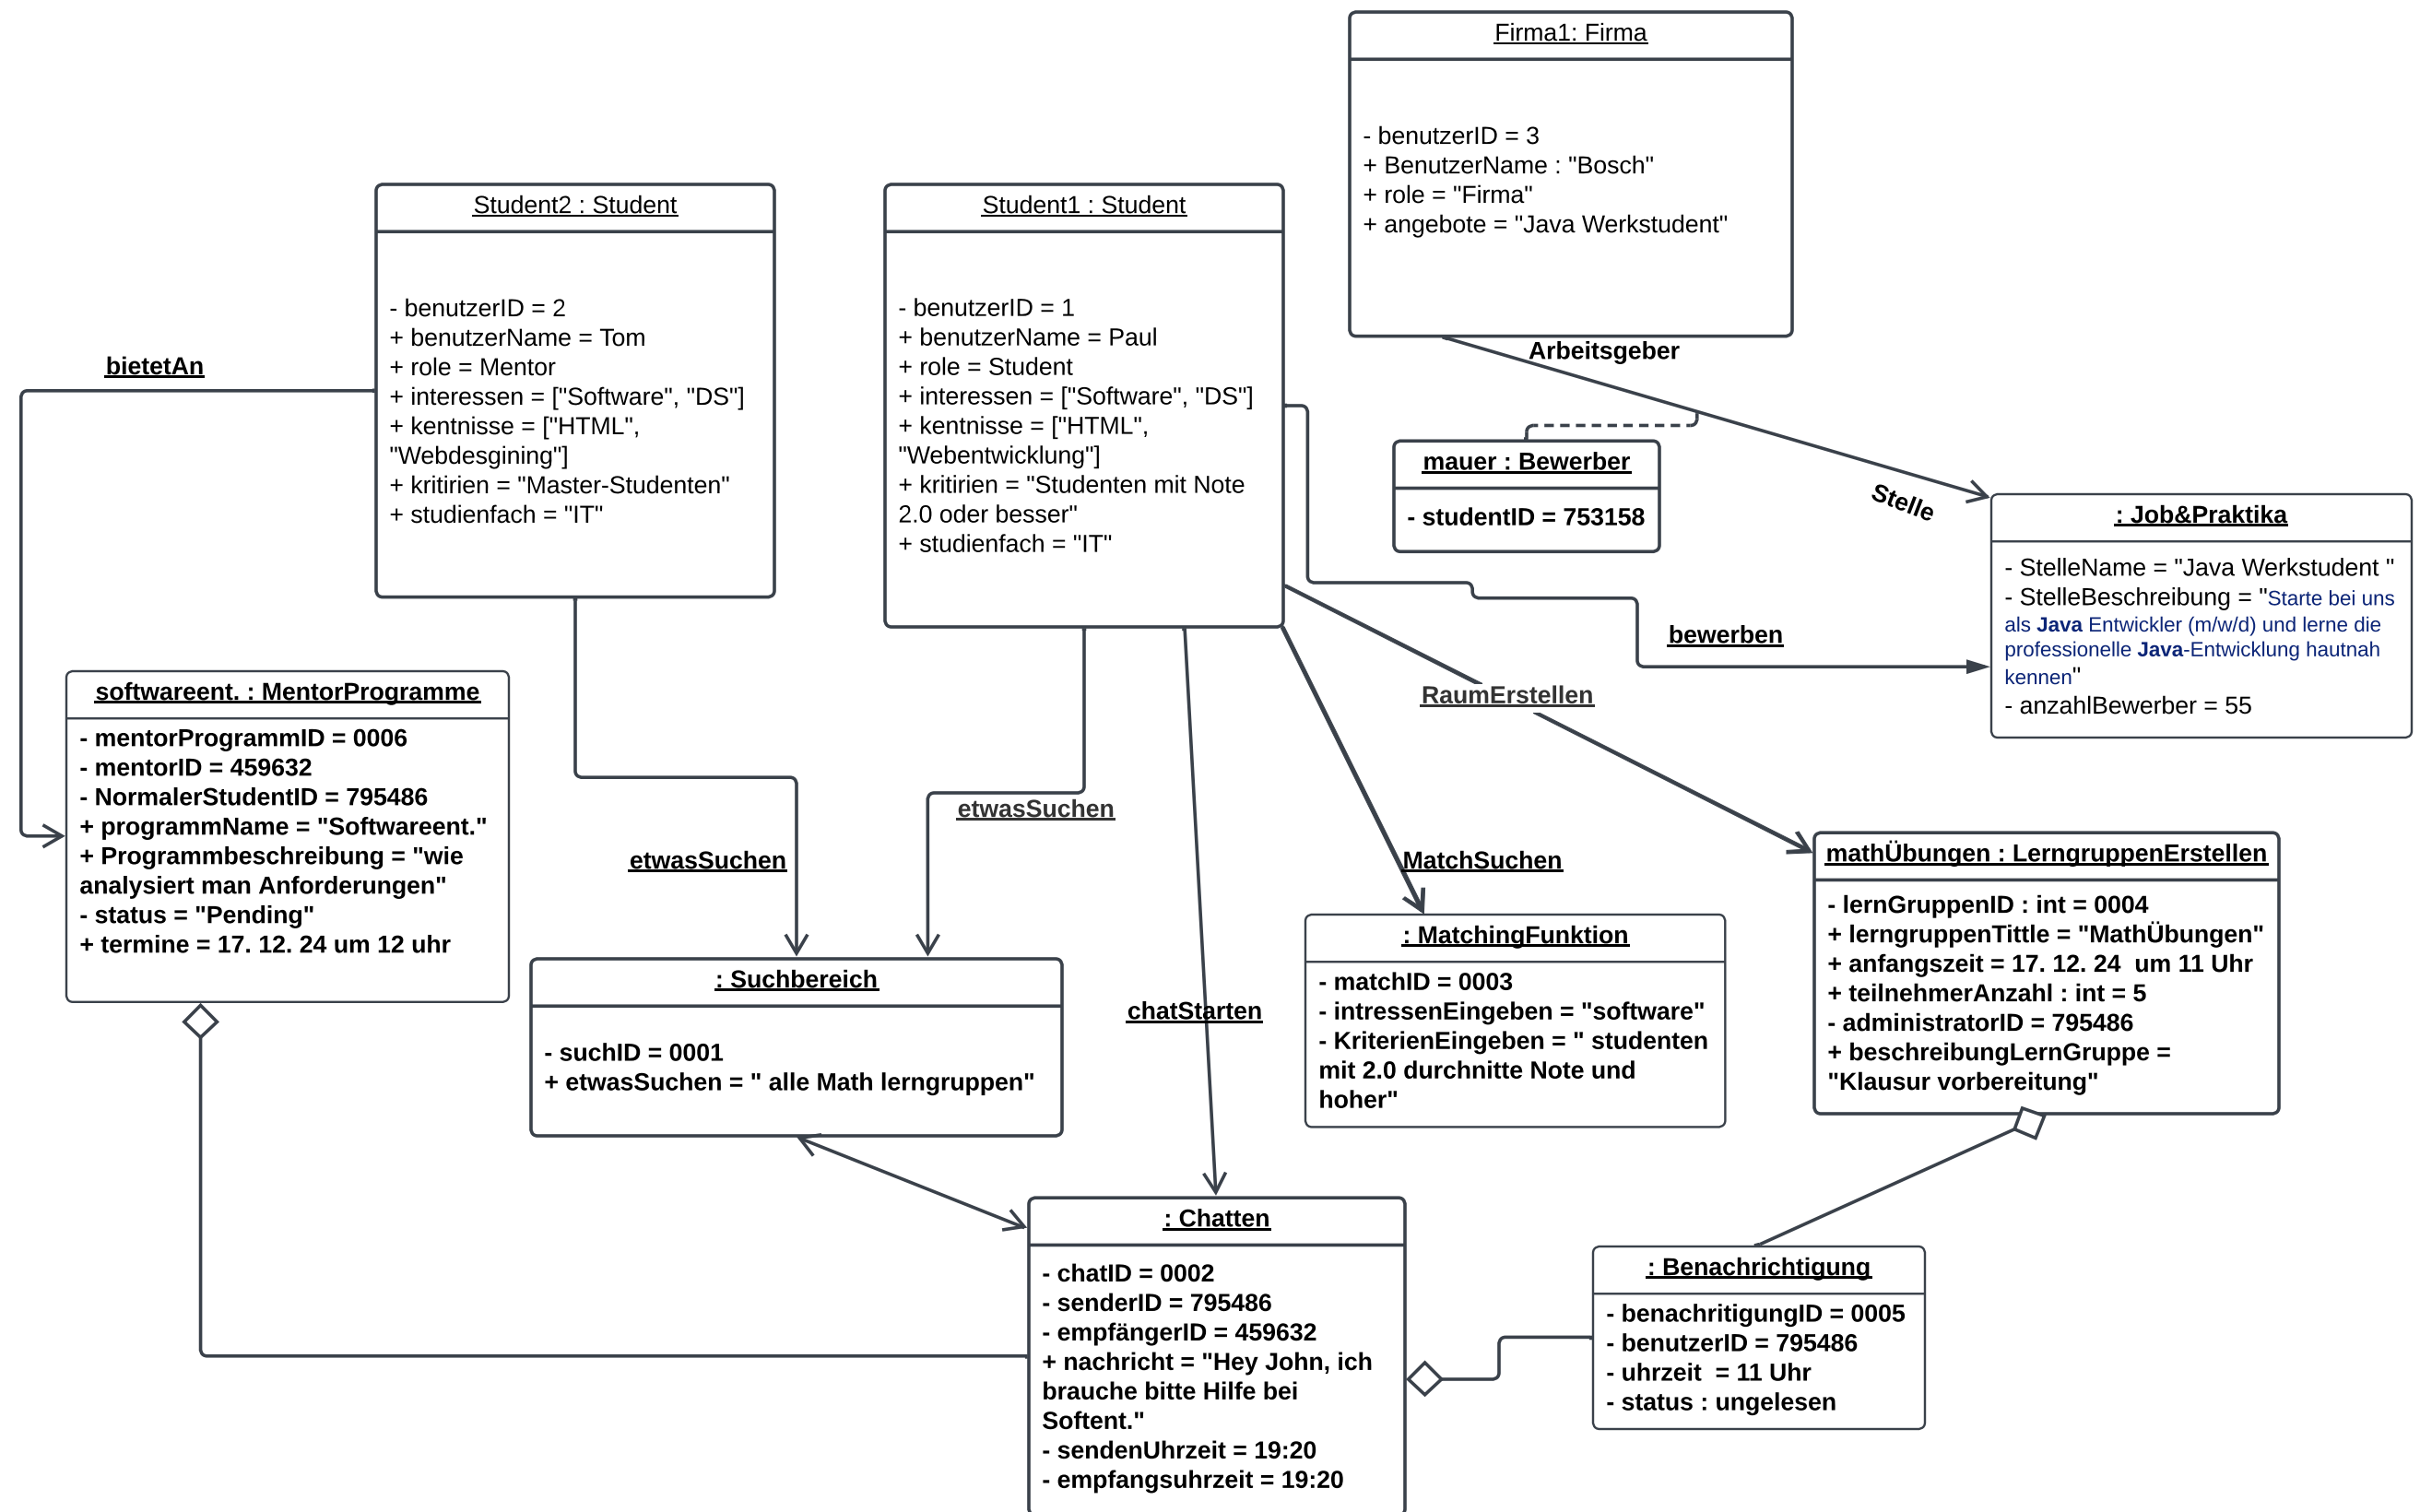 Firma1: Firma
- benutzerID = 3
+ BenutzerName : "Bosch"
+ role = "Firma"
+ angebote = "Java Werkstudent"
Student2 : Student
- benutzerID = 2
+ benutzerName = Tom
+ role = Mentor
+ interessen = ["Software", "DS"]
+ kentnisse = ["HTML",
"Webdesgining"]
+ kritirien = "Master-Studenten"
+ studienfach = "IT"
Student1 : Student
- benutzerID = 1
+ benutzerName = Paul
+ role = Student
+ interessen = ["Software", "DS"]
+ kentnisse = ["HTML",
"Webentwicklung"]
+ kritirien = "Studenten mit Note
2.0 oder besser"
+ studienfach = "IT"
bietetAn
Arbeitsgeber
mauer : Bewerber
- studentID = 753158
Stelle
: Job&Praktika
- StelleName = "Java Werkstudent "
- StelleBeschreibung = "Starte bei uns
als Java Entwickler (m/w/d) und lerne die
professionelle Java-Entwicklung hautnah
kennen"
- anzahlBewerber = 55
bewerben
RaumErstellen
softwareent. : MentorProgramme
- mentorProgrammID = 0006
- mentorID = 459632
- NormalerStudentID = 795486
+ programmName = "Softwareent."
+ Programmbeschreibung = "wie
analysiert man Anforderungen"
- status = "Pending"
+ termine = 17. 12. 24 um 12 uhr
etwasSuchen
etwasSuchen
MatchSuchen
mathÜbungen : LerngruppenErstellen
- lernGruppenID : int = 0004
+ lerngruppenTittle = "MathÜbungen"
+ anfangszeit = 17. 12. 24  um 11 Uhr
+ teilnehmerAnzahl : int = 5
- administratorID = 795486
+ beschreibungLernGruppe =
"Klausur vorbereitung"
: Suchbereich
- suchID = 0001
+ etwasSuchen = " alle Math lerngruppen"
chatStarten
: MatchingFunktion
- matchID = 0003
- intressenEingeben = "software"
- KriterienEingeben = " studenten
mit 2.0 durchnitte Note und
hoher"
: Chatten
- chatID = 0002
- senderID = 795486
- empfängerID = 459632
+ nachricht = "Hey John, ich
brauche bitte Hilfe bei
Softent."
- sendenUhrzeit = 19:20
- empfangsuhrzeit = 19:20
: Benachrichtigung
- benachritigungID = 0005
- benutzerID = 795486
- uhrzeit  = 11 Uhr
- status : ungelesen